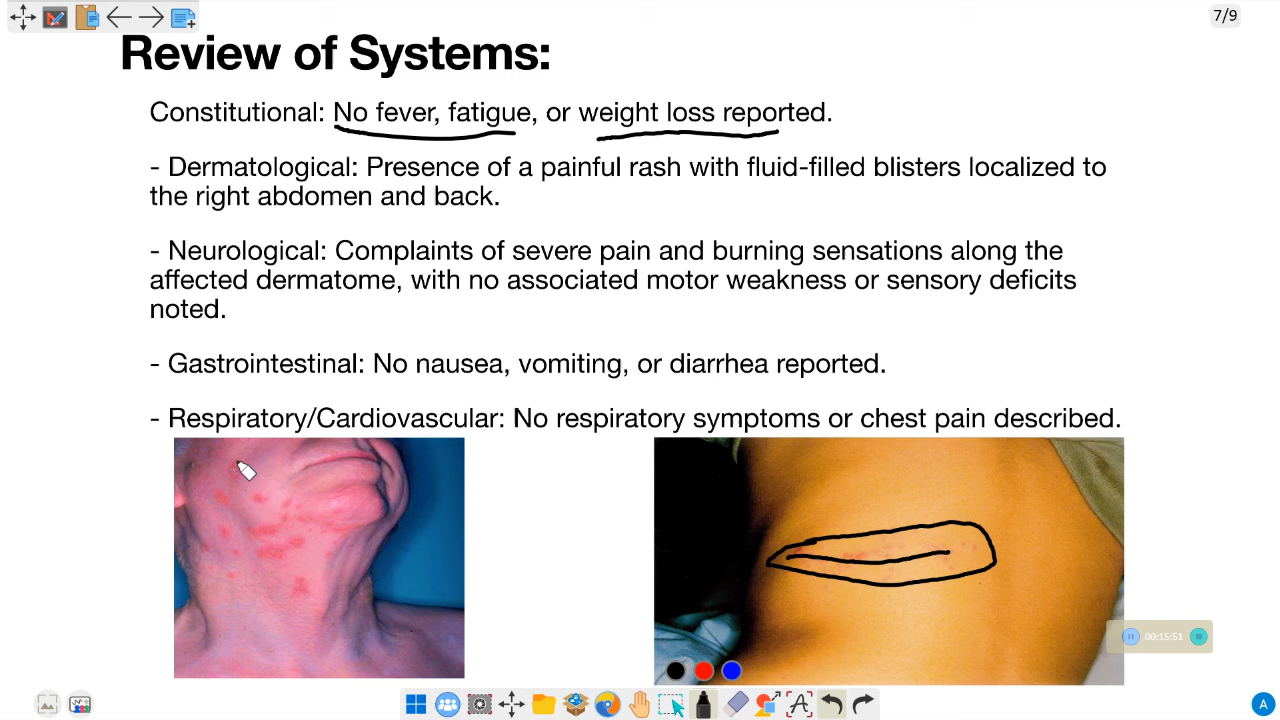 7/9
Review of Systems:
Constitutional: No fever, fatigue, or weight loss reported.
- Dermatological: Presence of a painful rash with fluid-filled blisters localized to
the right abdomen and back.
- Neurological: Complaints of severe pain and burning sensations along the
affected dermatome, with no associated motor weakness or sensory deficits
noted.
- Gastrointestinal: No nausea, vomiting, or diarrhea reported.
- Respiratory/Cardiovascular: No respiratory symptoms or chest pain described.
00:15:51
A
A